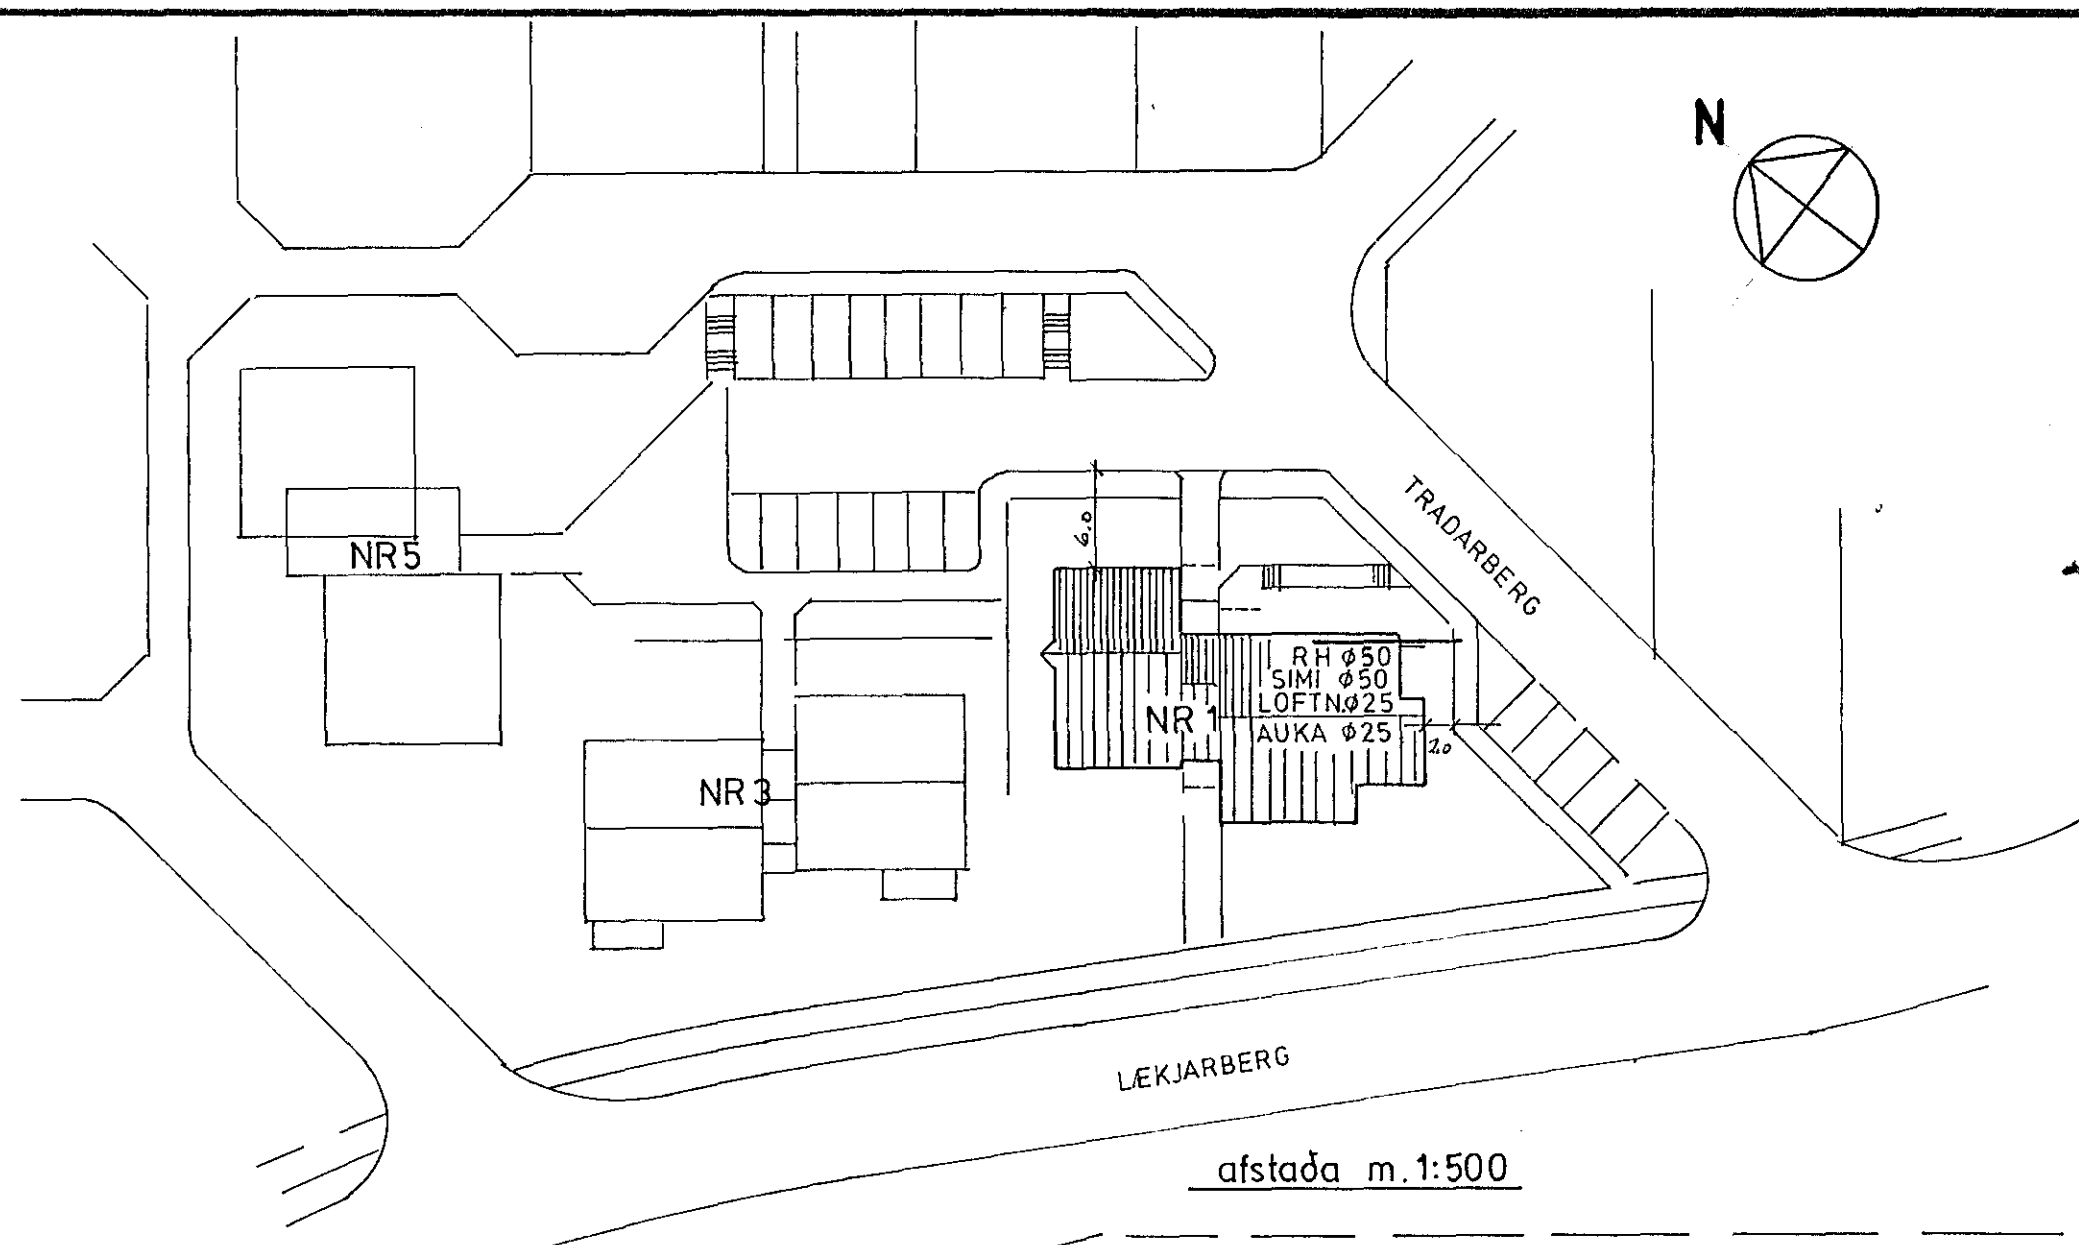 N
TRADARBERG
6.0
NR 5
RH ø50
SIMI ø50
LOFTN.ø25
NR 1
AUKA ø25
2.0
NR 3
LÆKJARBERG
afstaða m. 1:500